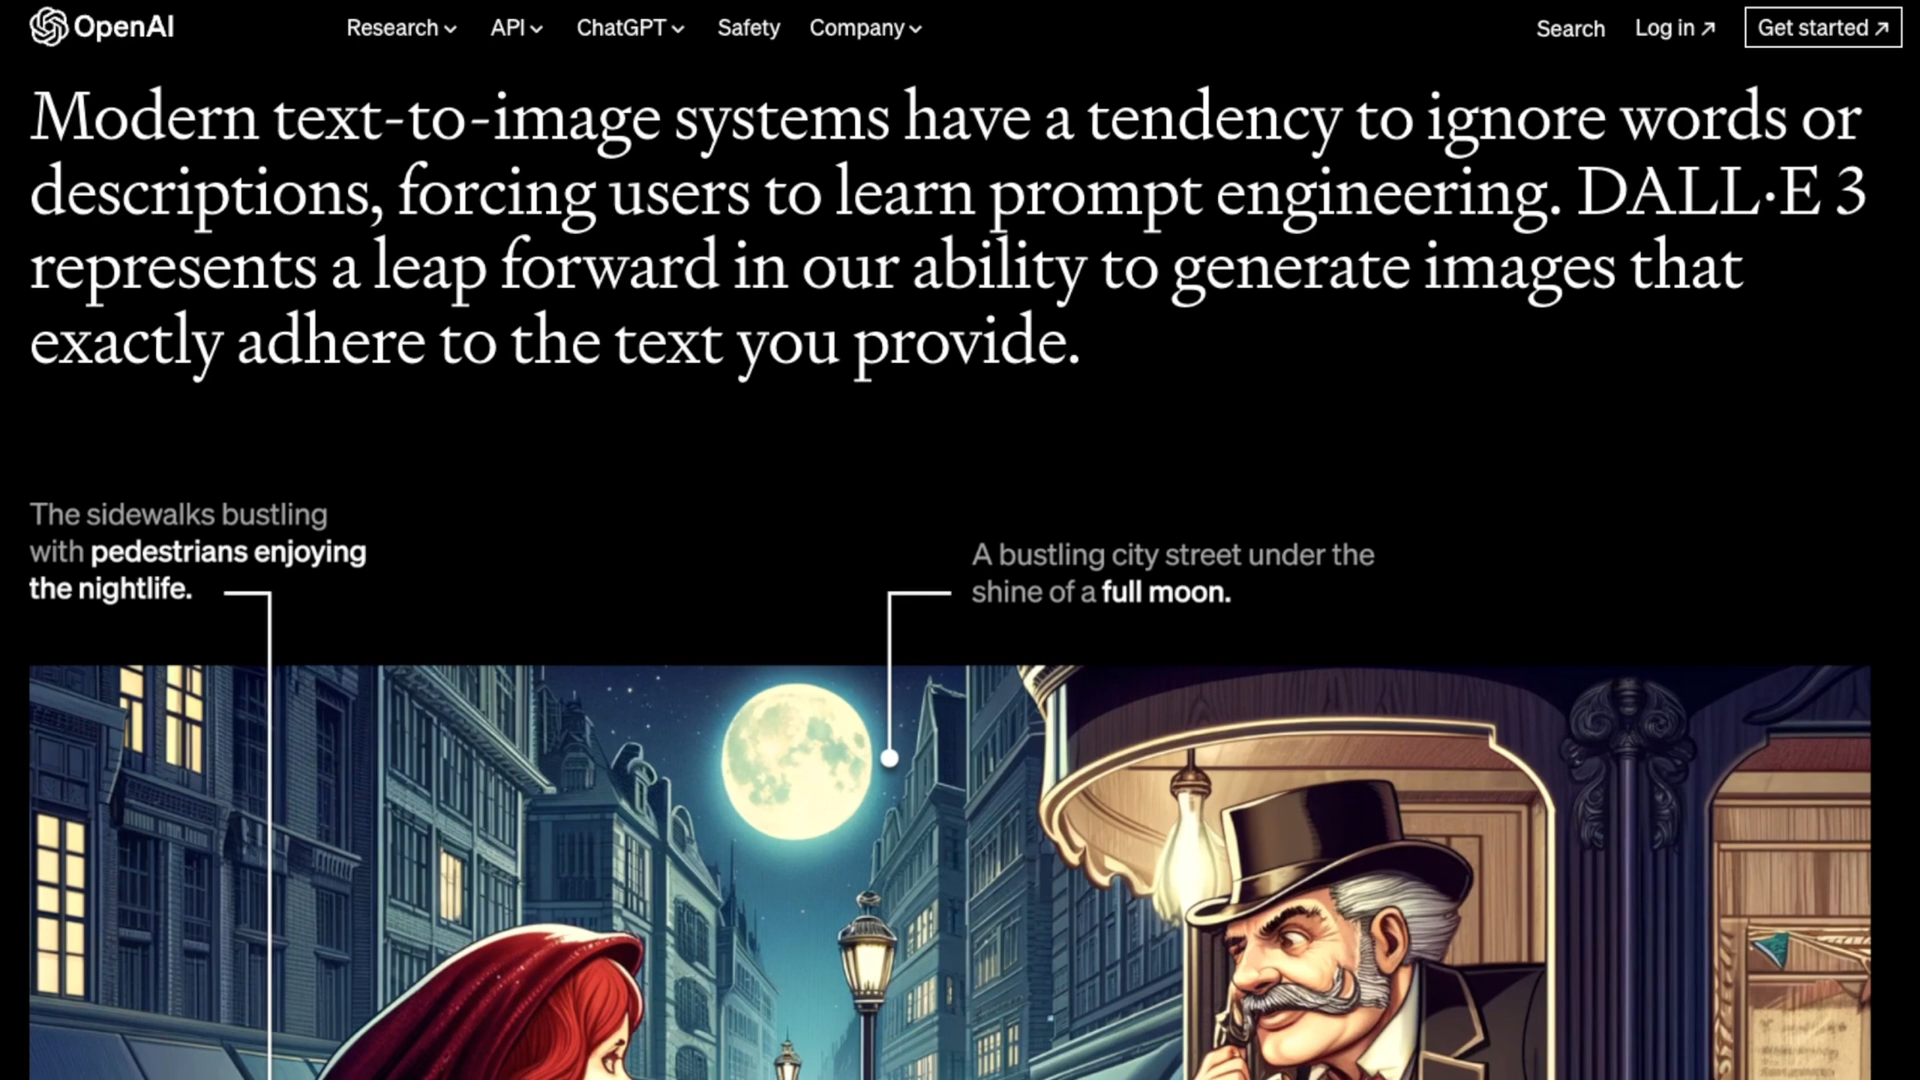 OpenAI
Research API ChatGPT Safety Company
Search Log in ↗ Get started ↗
Modern text-to-image systems have a tendency to ignore words or
descriptions, forcing users to learn prompt engineering. DALL·E 3
represents a leap forward in our ability to generate images that
exactly adhere to the text you provide.
The sidewalks bustling
with pedestrians enjoying
the nightlife.
A bustling city street under the
shine of a full moon.